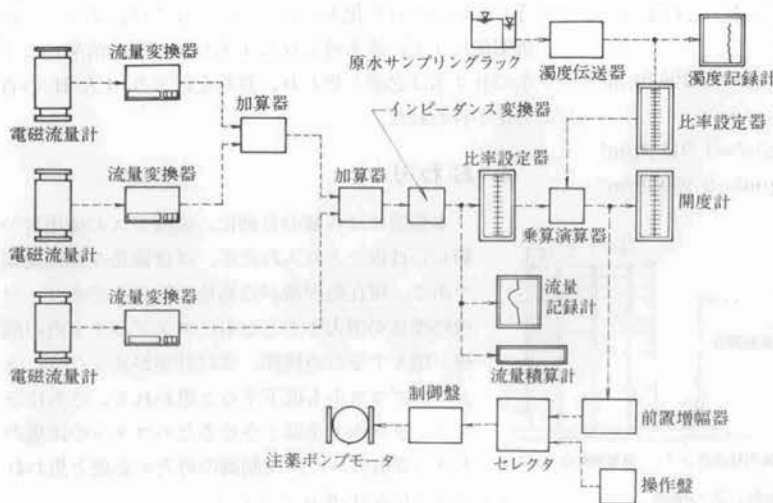 原水サンプリングラック
濁度伝送器
濁度記録計
流量変換器
電磁流量計
加算器
インピーダンス変換器
比率設定器
流量変換器
電磁流量計
加算器
比率設定器
乗算演算器
開度計
流量変換器
電磁流量計
流量
記録計
流量積算計
制御盤
注薬ポンプモータ
セレクタ
前置増幅器
操作盤